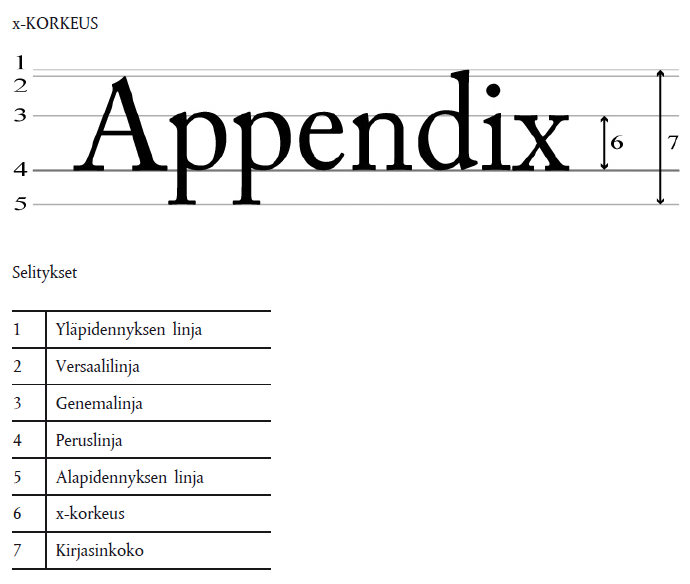 x-KORKEUS
1
2
3
4
5
Appendix
6
7
Selitykset
1 Yläpidennyksen linja
2 Versaalilinja
3 Genemalinja
4 Peruslinja
5 Alapidennyksen linja
6 x-korkeus
7 Kirjasinkoko